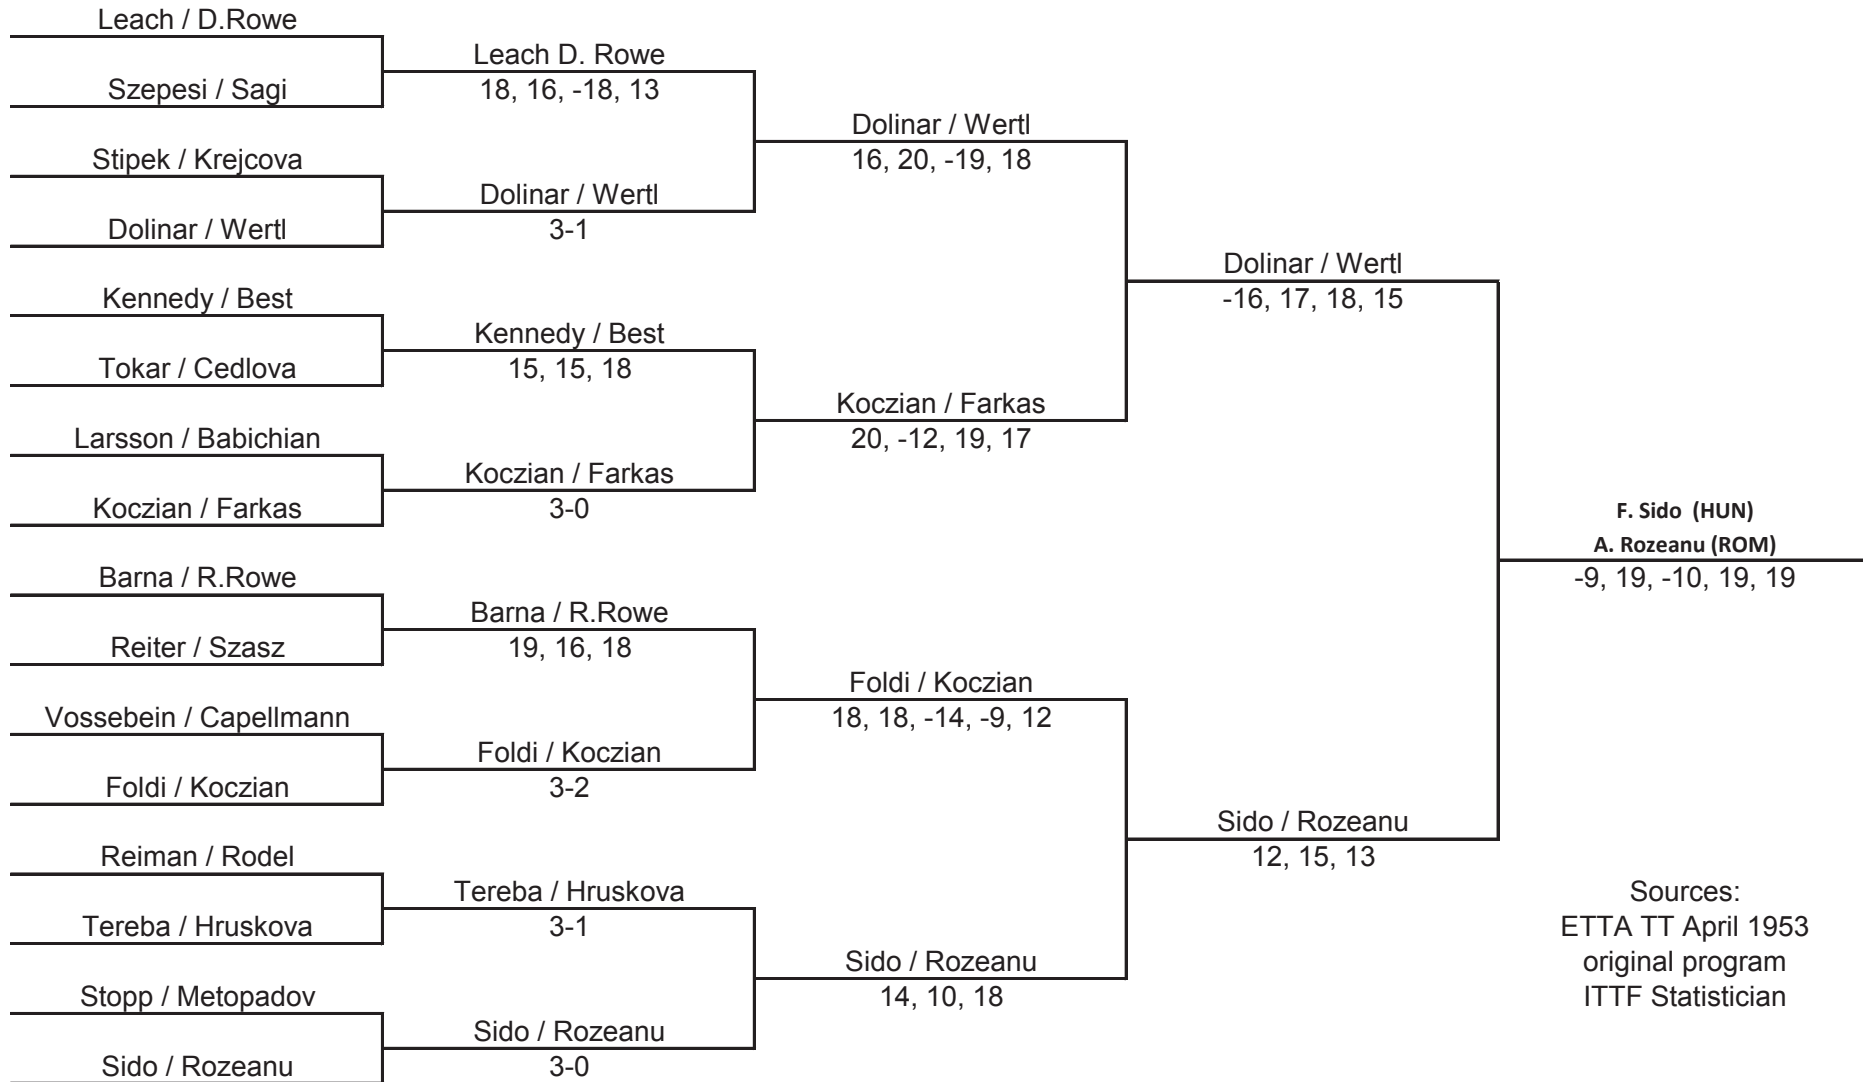 Leach / D.Rowe
Szepesi / Sagi
Stipek / Krejcova
Dolinar / Wertl
Kennedy / Best
Tokar / Cedlova
Larsson / Babichian
Koczian / Farkas
Barna / R.Rowe
Reiter / Szasz
Vossebein / Capellmann
Foldi / Koczian
Reiman / Rodel
Tereba / Hruskova
Stopp / Metopadov
Sido / Rozeanu
Leach D. Rowe
18, 16, -18, 13
Dolinar / Wertl
3-1
Kennedy / Best
15, 15, 18
Koczian / Farkas
3-0
Barna / R.Rowe
19, 16, 18
Foldi / Koczian
3-2
Tereba / Hruskova
3-1
Sido / Rozeanu
3-0
Dolinar / Wertl
16, 20, -19, 18
Koczian / Farkas
20, -12, 19, 17
Foldi / Koczian
18, 18, -14, -9, 12
Sido / Rozeanu
14, 10, 18
Dolinar / Wertl
-16, 17, 18, 15
Sido / Rozeanu
12, 15, 13
F. Sido (HUN)
A. Rozeanu (ROM)
-9, 19, -10, 19, 19
Sources:
ETTA TT April 1953
original program
ITTF Statistician